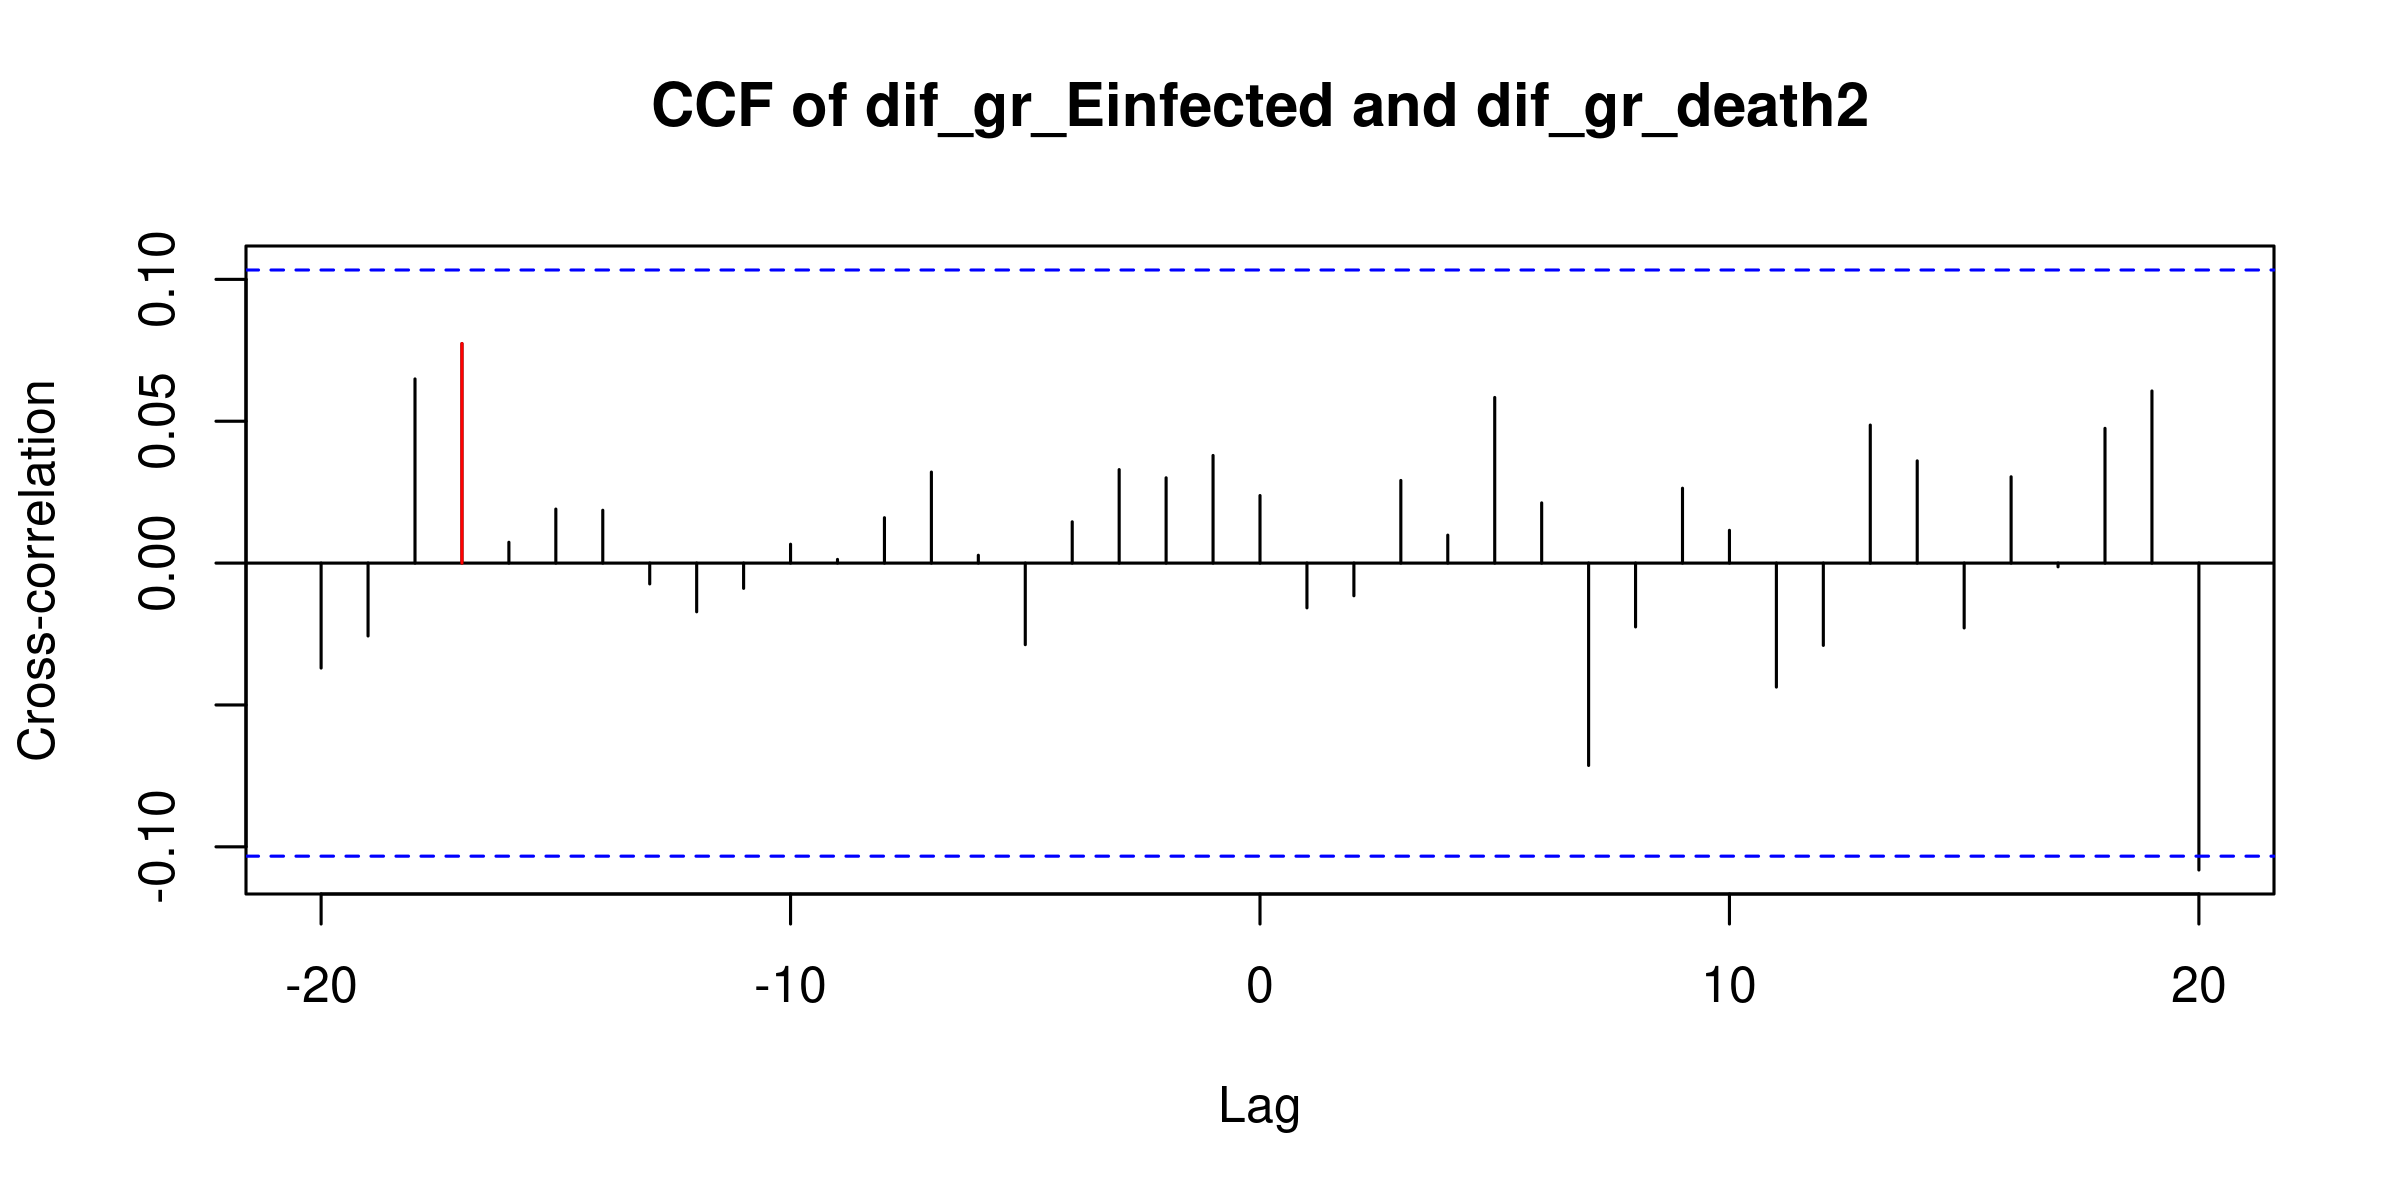 CCF of dif_gr_Einfected and dif_gr_death2
Cross-correlation
0.10
0.05
0.00
-0.10
-20 -10 0 10 20
Lag